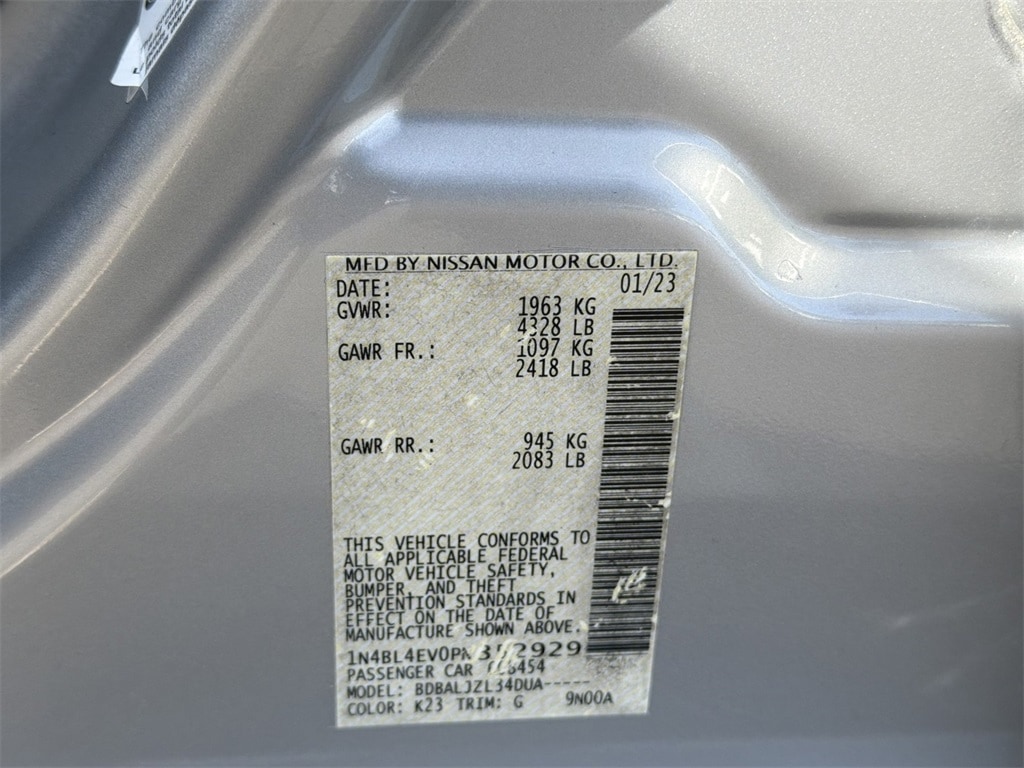 MFD BY NISSAN MOTOR CO., LTD.
DATE: 01/23
GVWR: 1963 KG
4328 LB
GAWR FR.: 1097 KG
2418 LB
GAWR RR.: 945 KG
2083 LB
THIS VEHICLE CONFORMS TO
ALL APPLICABLE FEDERAL
MOTOR VEHICLE SAFETY,
BUMPER, AND THEFT
PREVENTION STANDARDS IN
EFFECT ON THE DATE OF
MANUFACTURE SHOWN ABOVE.
PASSENGER CAR
MODEL: BDBALJZL34DUA-----
COLOR: K23 TRIM: G 9N00A